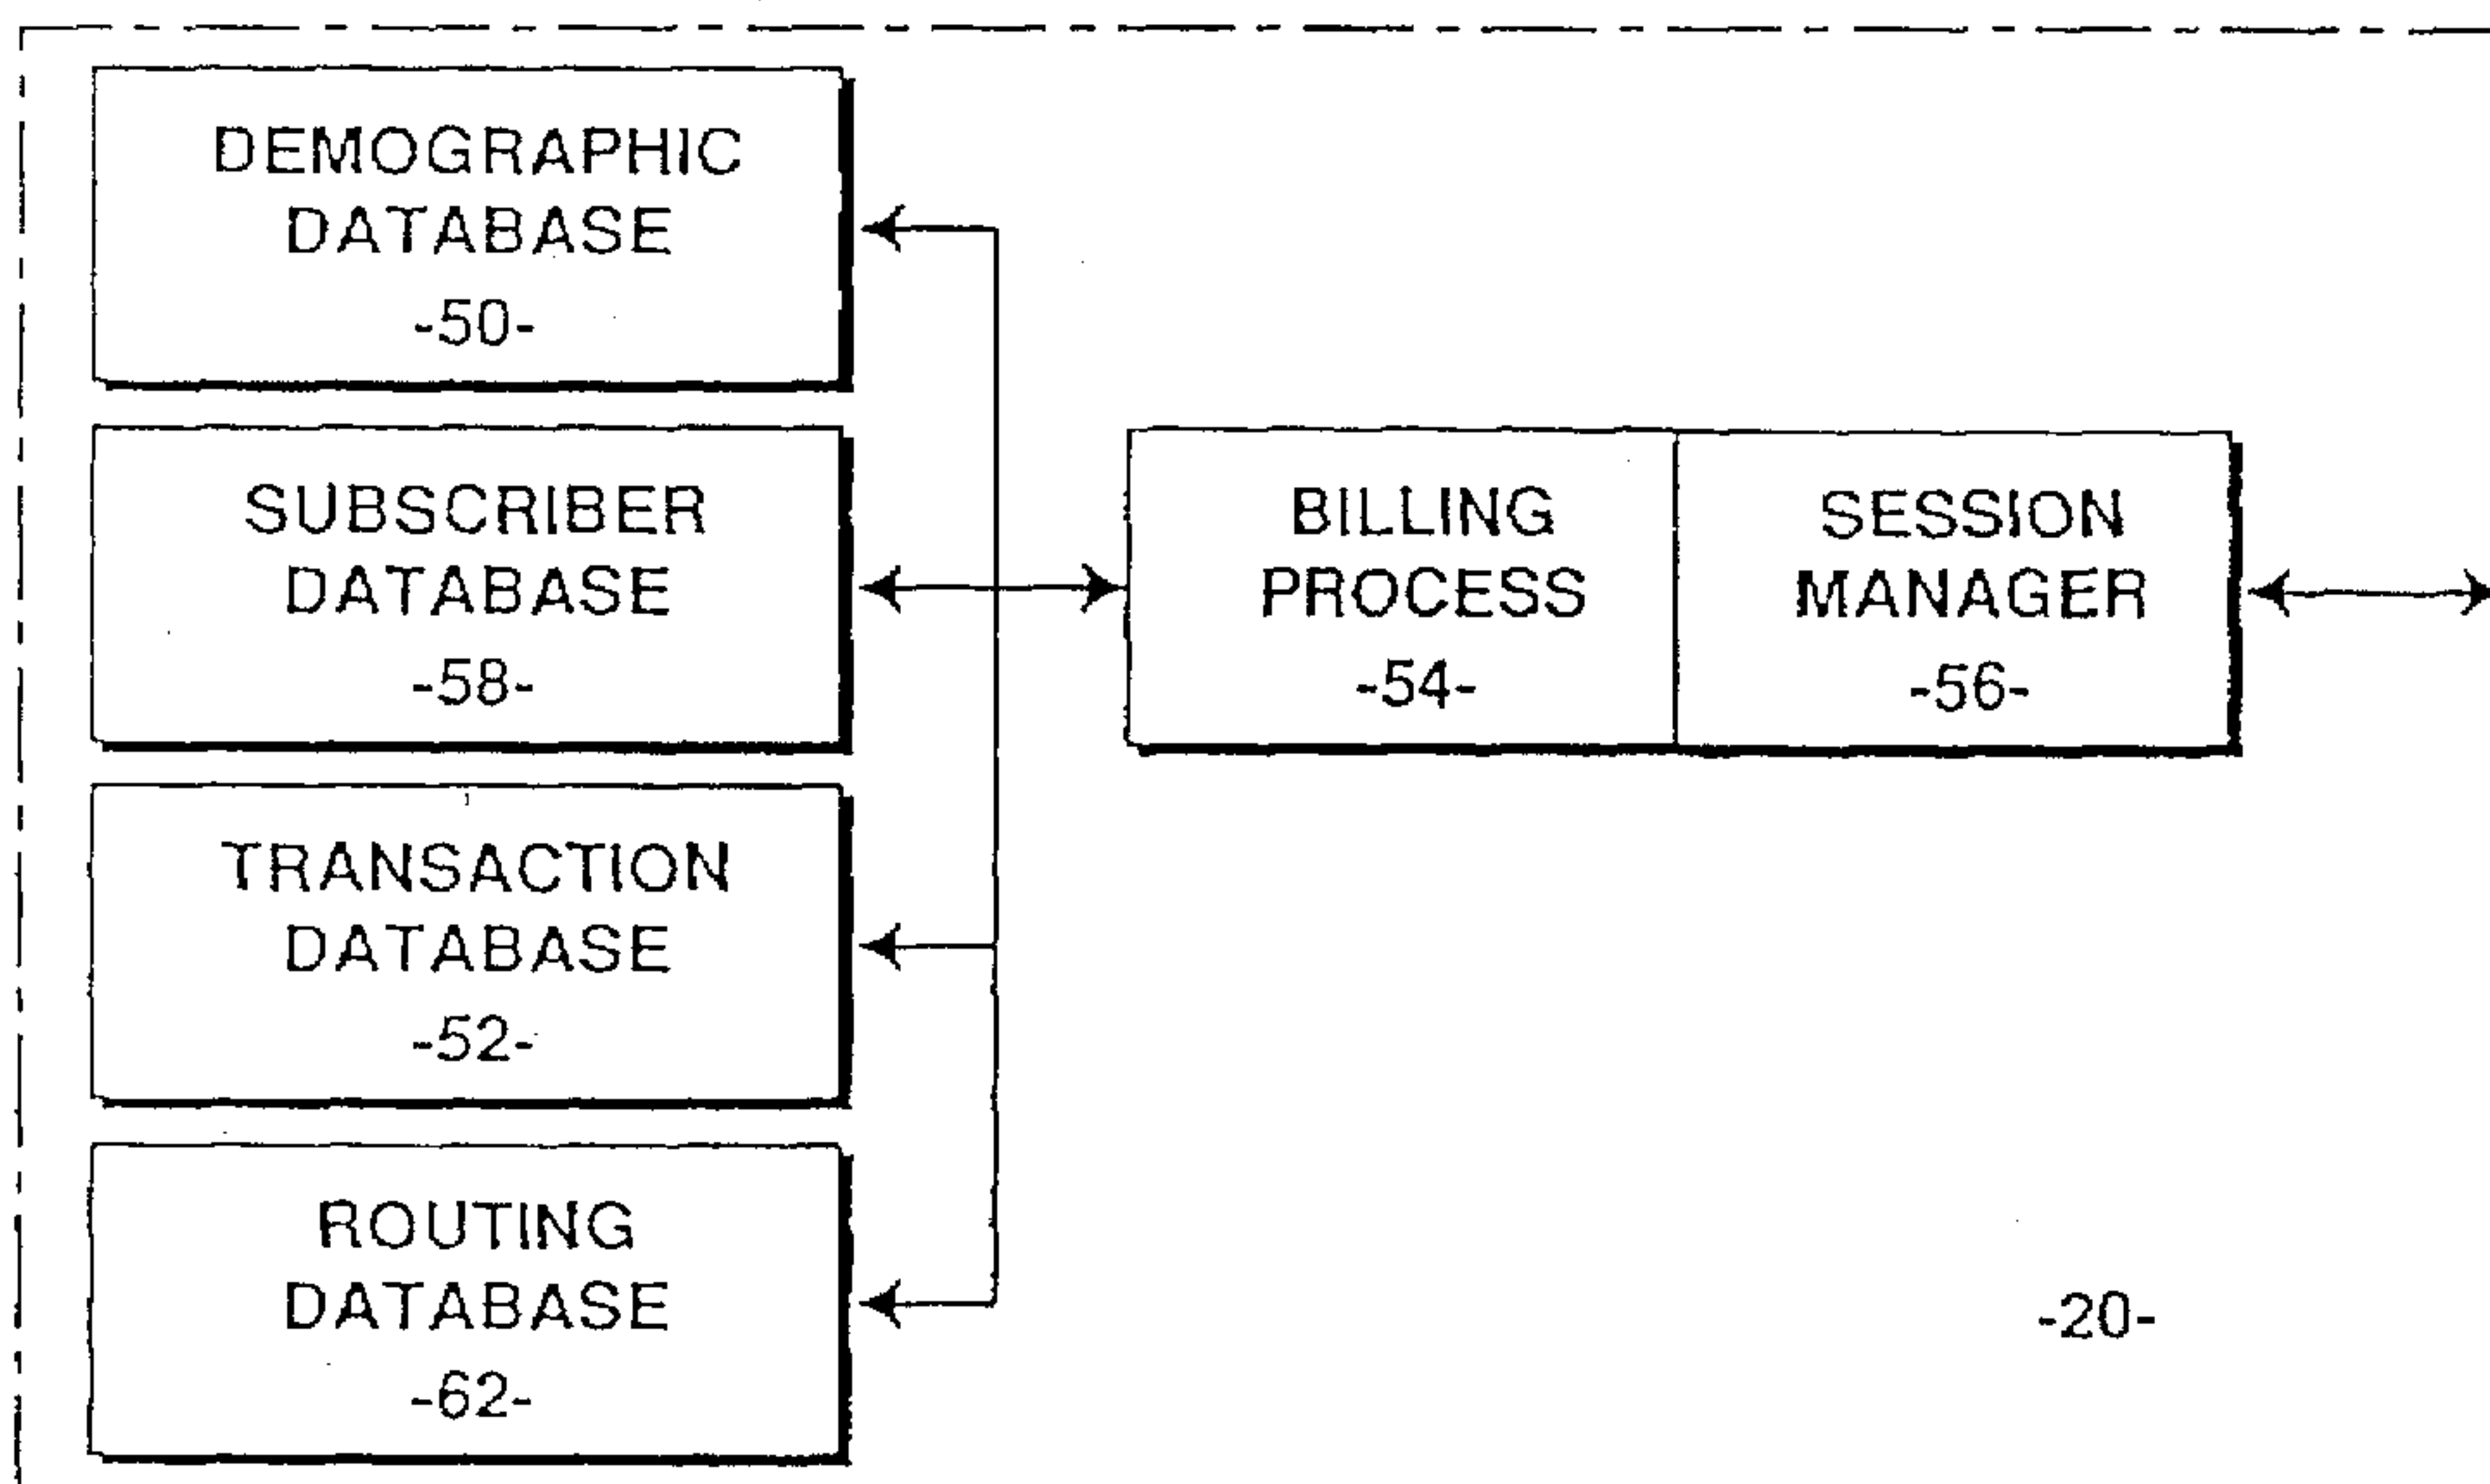 DEMOGRAPHIC
DATABASE
-50-
SUBSCRIBER
DATABASE
-58-
BILLING
PROCESS
-54-
SESSION
MANAGER
-56-
TRANSACTION
DATABASE
-52-
ROUTING
DATABASE
-62-
-20-